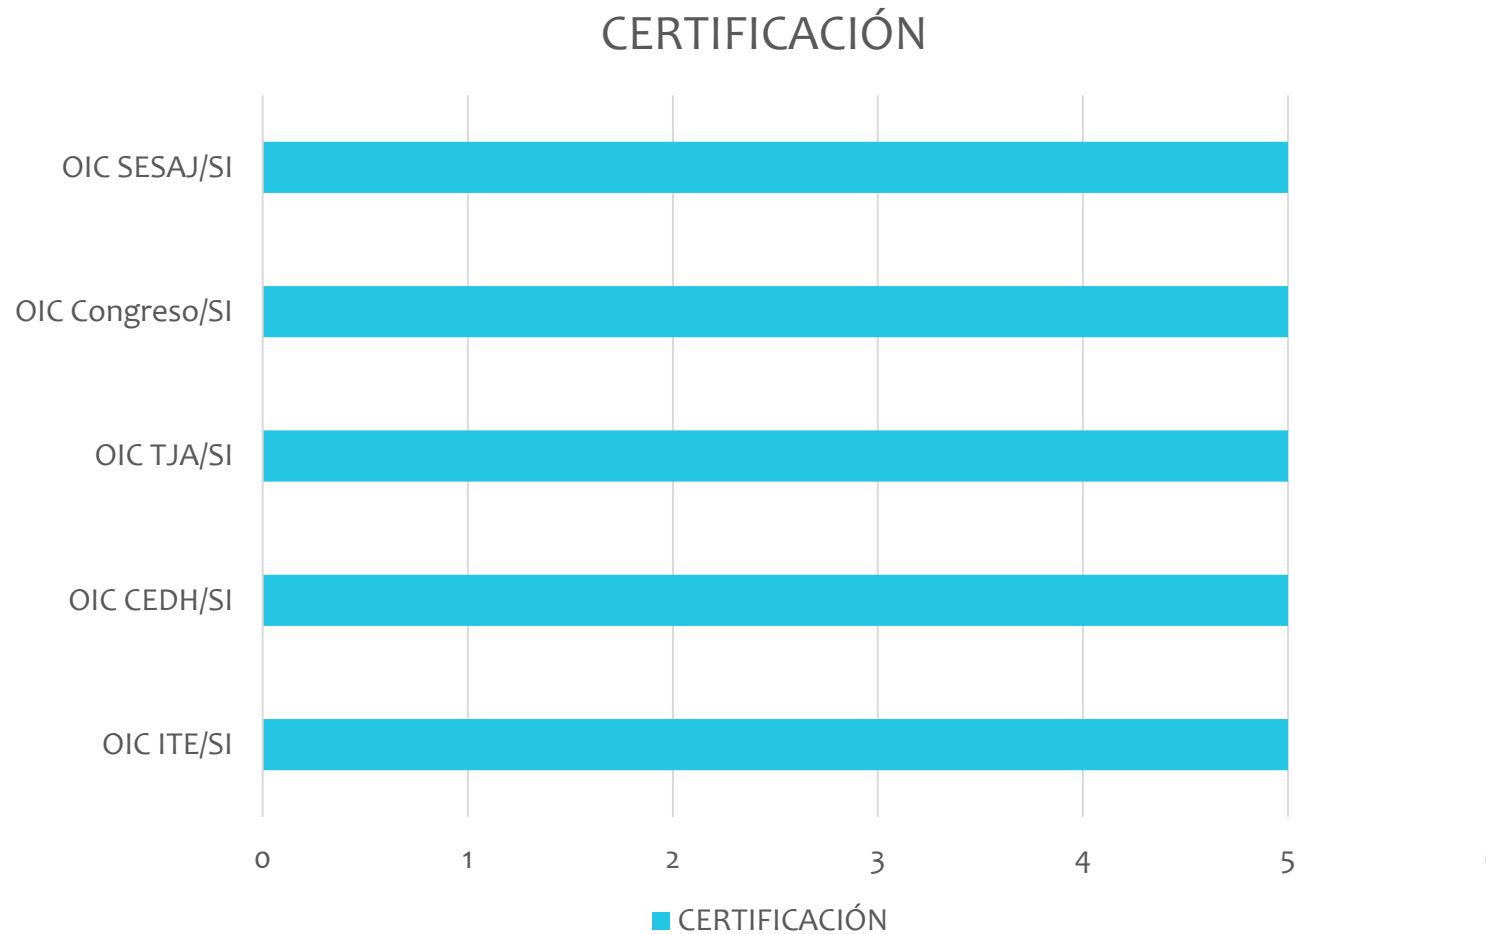 CERTIFICACIÓN
OIC SESAJ/SI
OIC Congreso/SI
OIC TJA/SI
OIC CEDH/SI
OIC ITE/SI
0 1 2 3 4 5
CERTIFICACIÓN